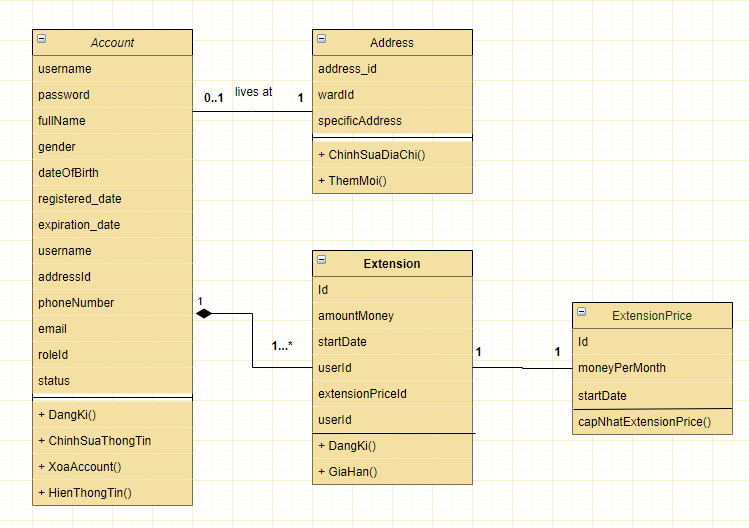 Account
username
password
fullName
gender
dateOfBirth
registered_date
expiration_date
username
addressId
phoneNumber
email
roleId
status
+ DangKi()
+ ChinhSuaThongTin
+ XoaAccount()
+ HienThongTin()
0..1
lives at
1
Address
address_id
wardId
specificAddress
+ ChinhSuaDiaChi()
+ ThemMoi()
1
1...*
Extension
Id
amountMoney
startDate
userId
extensionPriceId
userId
+ DangKi()
+ GiaHan()
1
1
ExtensionPrice
Id
moneyPerMonth
startDate
capNhatExtensionPrice()